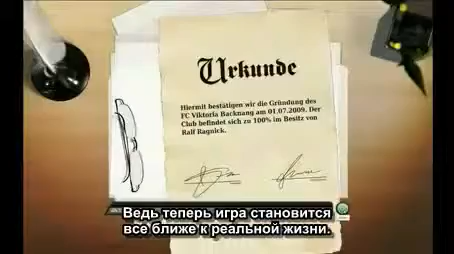 Urkunde
Hiermit bestätigen wir die Gründung des
FC Viktoria Backnang am 01.07.2009. Der
Club befindet sich zu 100% im Besitz von
Ralf Ragnick.
Ведь теперь игра становится
все ближе к реальной жизни.